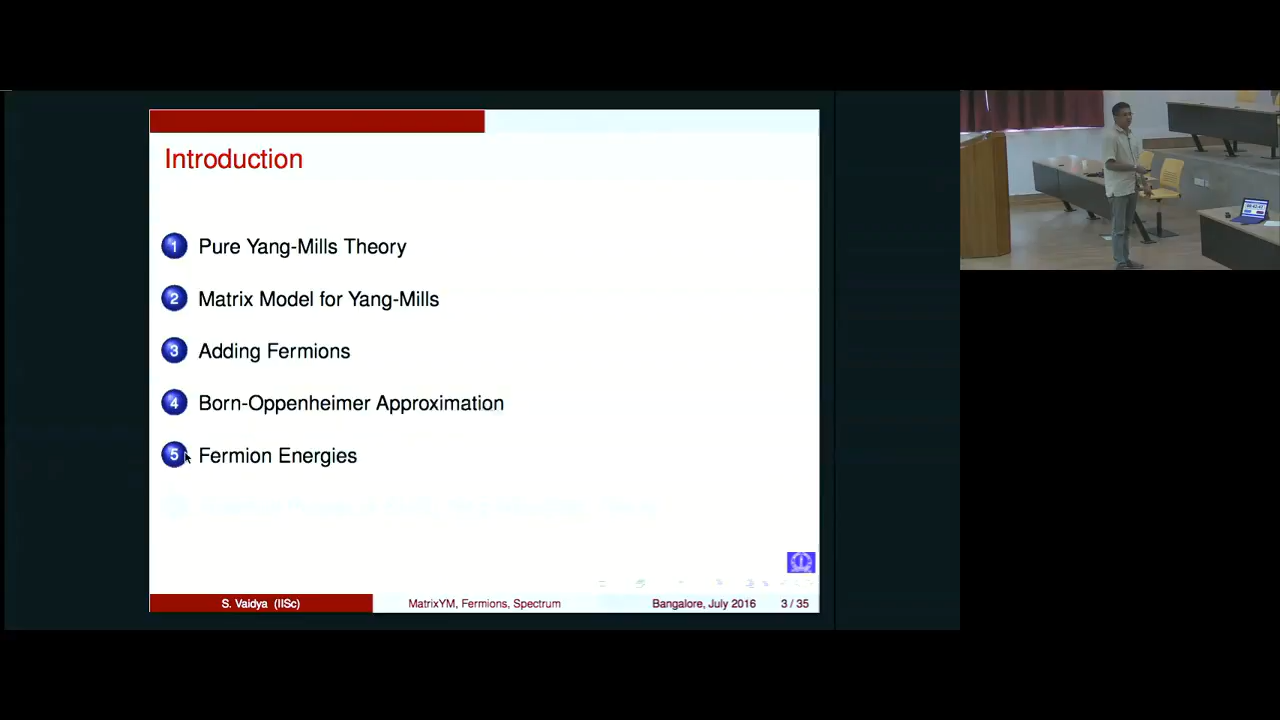 Introduction
1 Pure Yang-Mills Theory
2 Matrix Model for Yang-Mills
3 Adding Fermions
4 Born-Oppenheimer Approximation
5 Fermion Energies
S. Vaidya (IISc) MatrixYM, Fermions, Spectrum Bangalore, July 2016 3 / 35